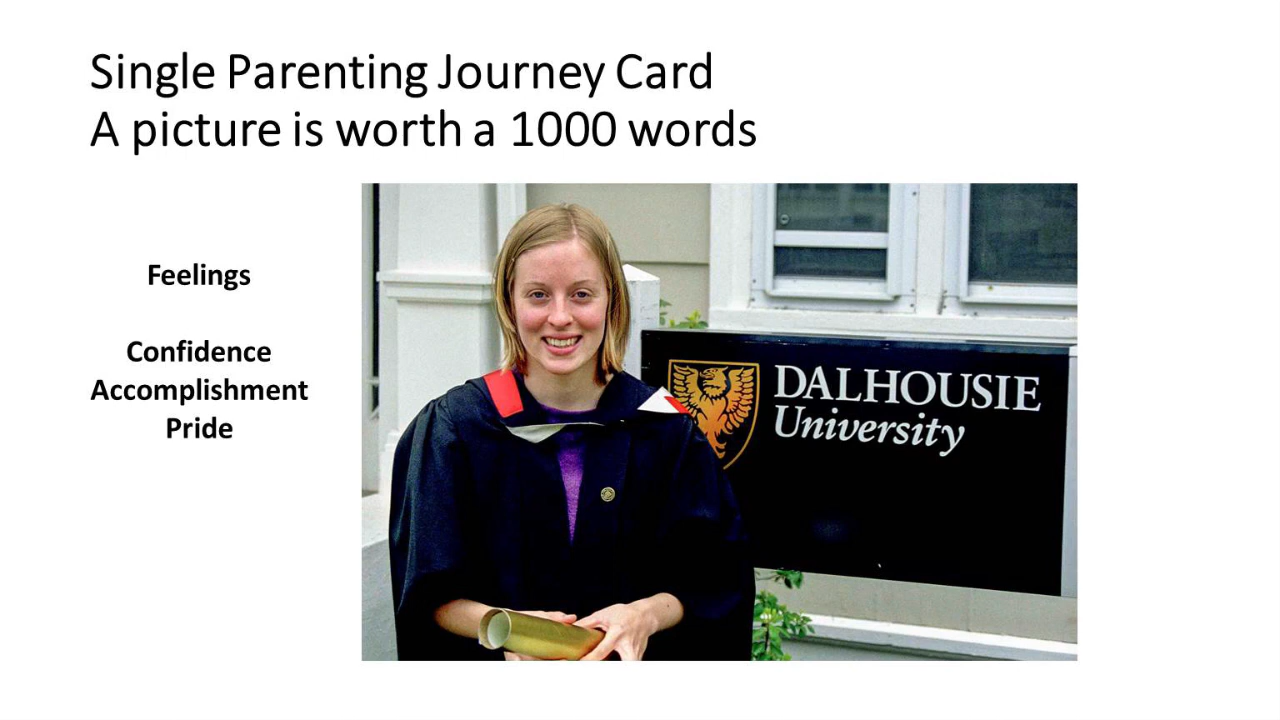 Single Parenting Journey Card
A picture is worth a 1000 words
Feelings
Confidence
Accomplishment
Pride
DALHOUSIE
University